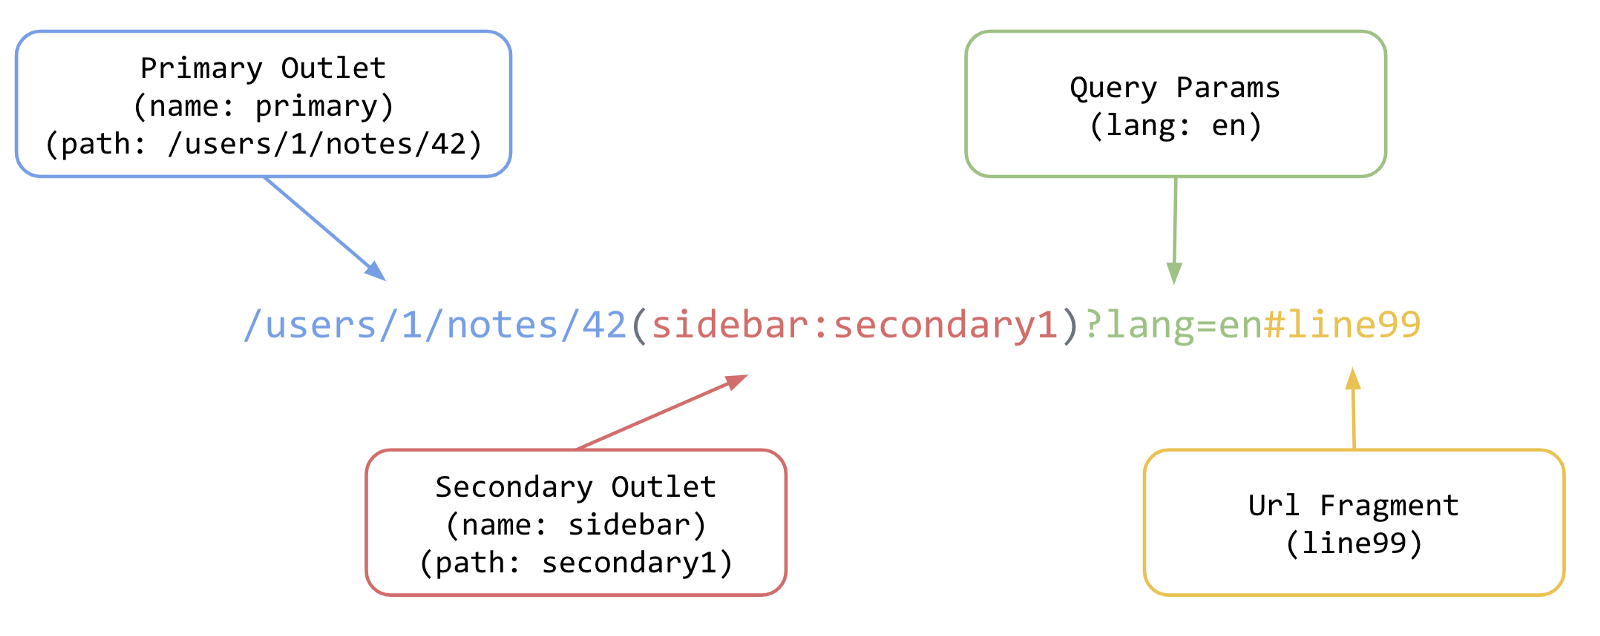 Primary Outlet
(name: primary)
(path: /users/1/notes/42)
Query Params
(lang: en)
/users/1/notes/42(sidebar:secondary1)?lang=en#line99
Secondary Outlet
(name: sidebar)
(path: secondary1)
Url Fragment
(line99)